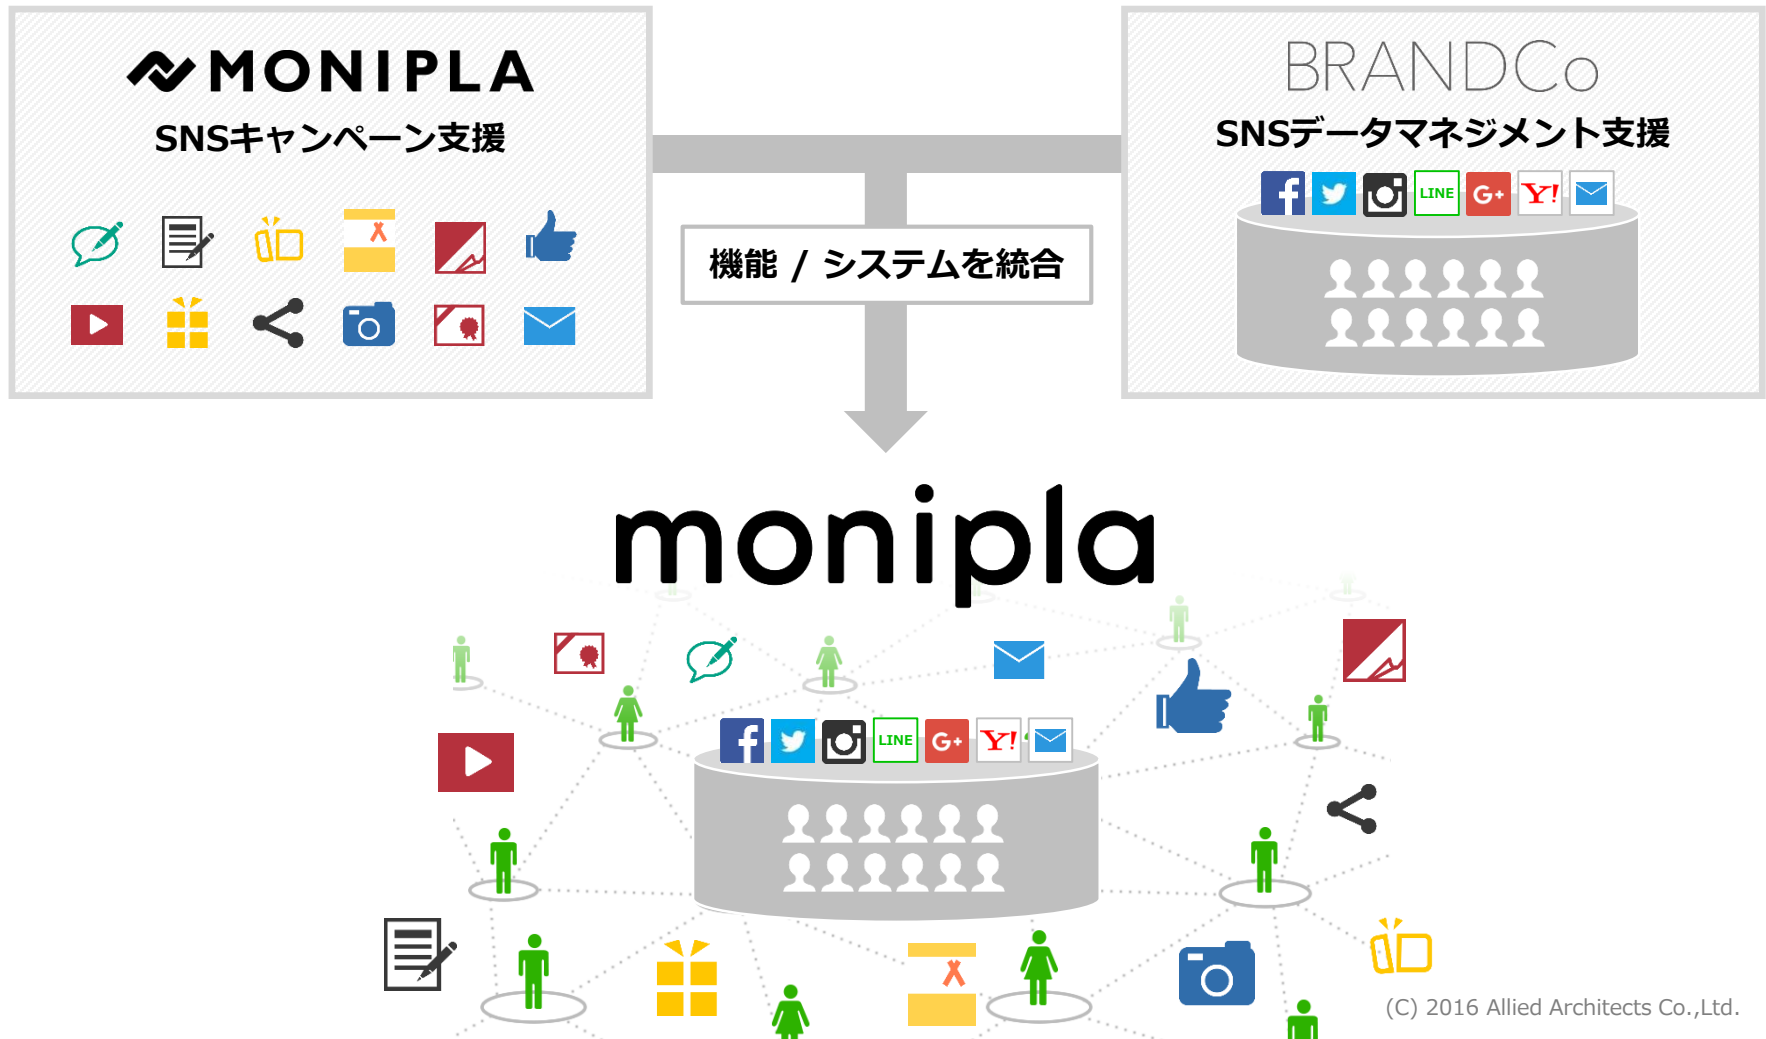 MONIPLA
SNSキャンペーン支援
BRANDCo
SNSデータマネジメント支援
LINE
G+
Y!
機能 / システムを統合
monipla
LINE
G+
Y!
(C) 2016 Allied Architects Co.,Ltd.